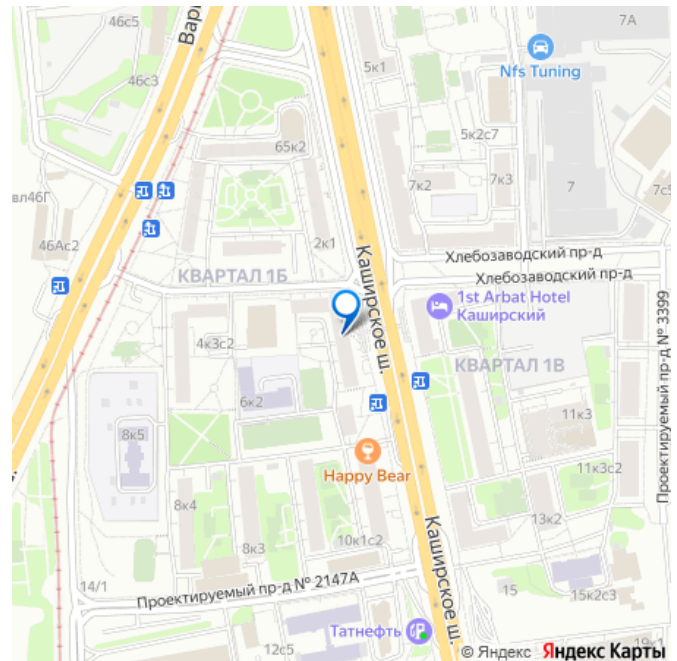 46с5
Вар
5к1
7А
Nfs Tuning
46с3
65к2
5к2с7
7к2
7к3
7
7с5
вл46Г
46Ас2
2к1
Каширское ш.
Хлебозаводский пр-д
Хлебозаводский пр-д
КВАРТАЛ 1Б
1st Arbat Hotel
Каширский
Проектируемый пр-д № 3399
4к3с2
КВАРТАЛ 1В
6к2
11к3
8к5
Happy Bear
11к3с2
8к4
8к3
10к1с2
13к2
Каширское ш.
14/1
Проектируемый пр-д № 2147А
15
15к2с3
Татнефть
12с5
19к1
© Яндекс Яндекс Карты